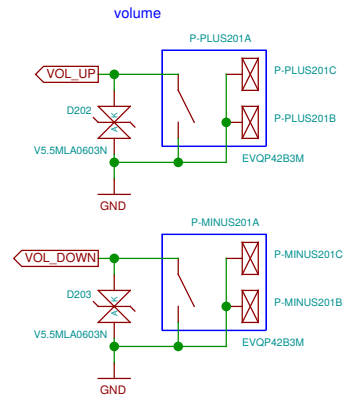 volume
P-PLUS201A
VOL_UP
P-PLUS201C
D202
A K
P-PLUS201B
V5.5MLA0603N
EVQP42B3M
GND
P-MINUS201A
VOL_DOWN
P-MINUS201C
D203
A K
P-MINUS201B
V5.5MLA0603N
EVQP42B3M
GND